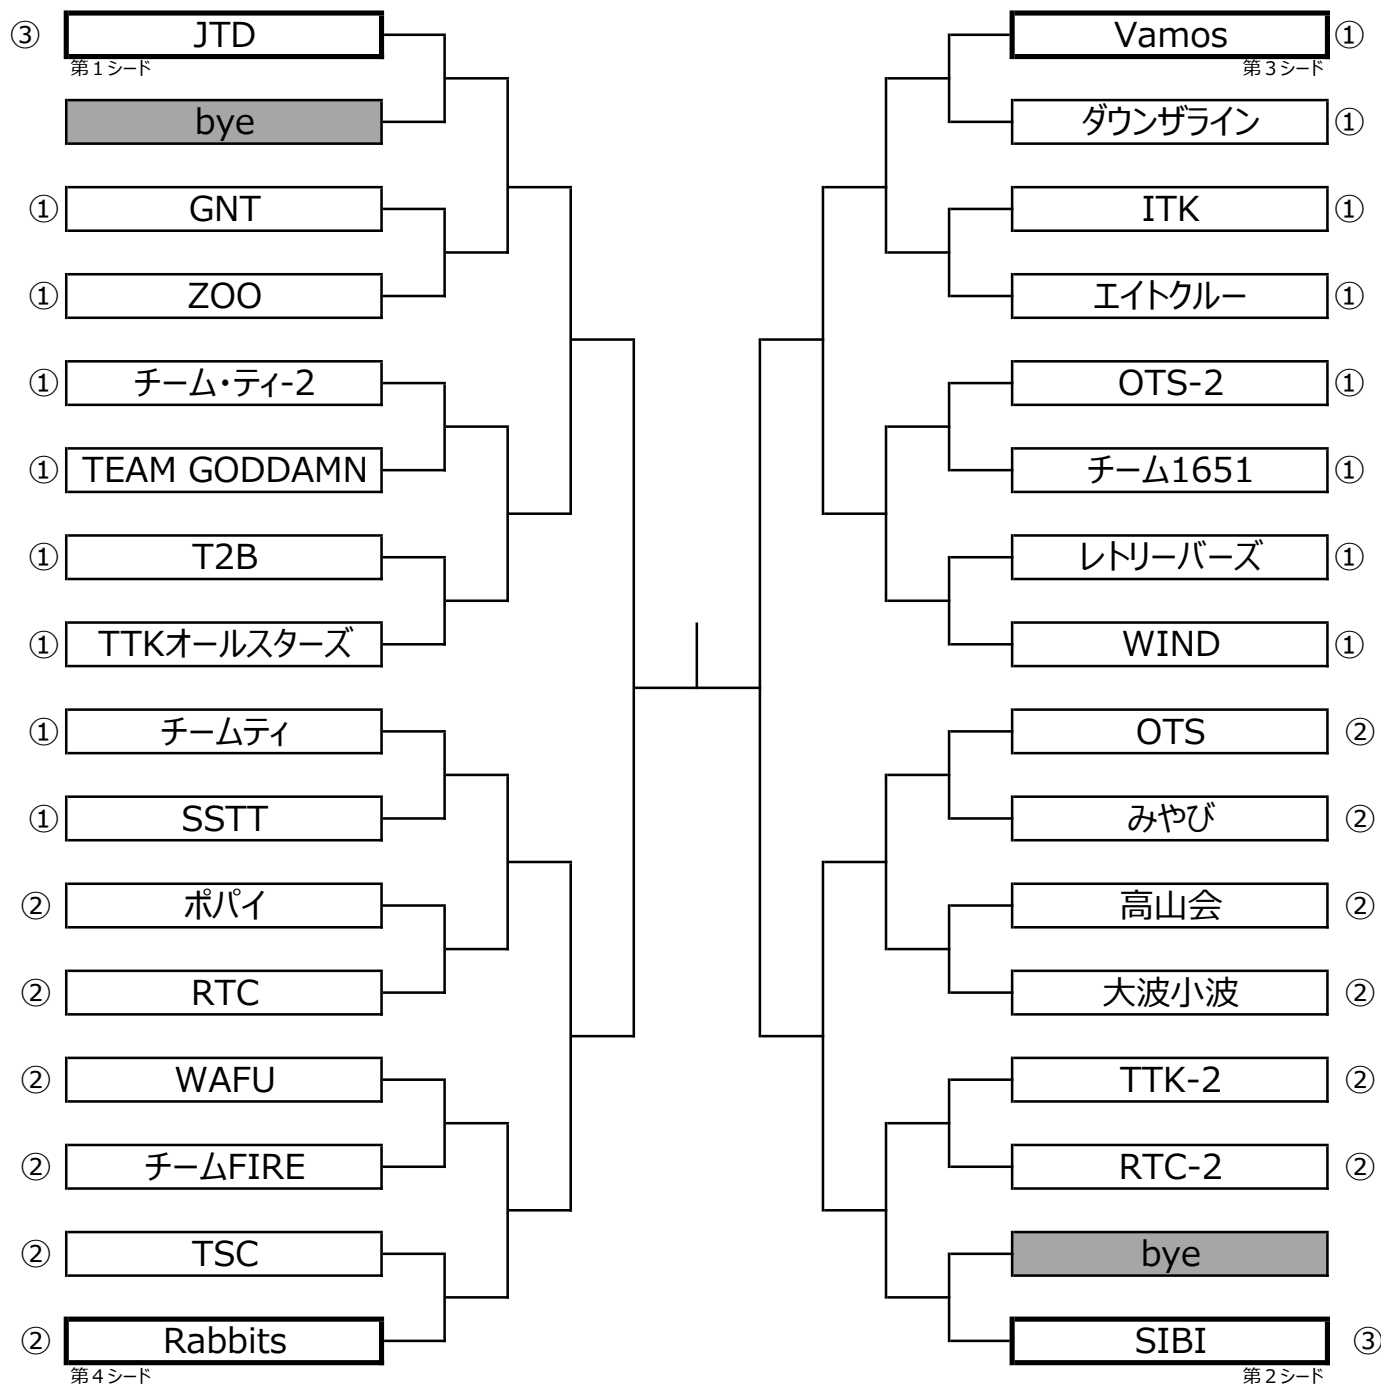 ③ JTD
第1シード
bye
① GNT
① ZOO
① チーム・ティ-2
① TEAM GODDAMN
① T2B
① TTKオールスターズ
① チームティ
① SSTT
② ポパイ
② RTC
② WAFU
② チームFIRE
② TSC
② Rabbits
第4シード
Vamos ①
第3シード
ダウンザライン ①
ITK ①
エイトクルー ①
OTS-2 ①
チーム1651 ①
レトリーバーズ ①
WIND ①
OTS ②
みやび ②
高山会 ②
大波小波 ②
TTK-2 ②
RTC-2 ②
bye
SIBI ③
第2シード